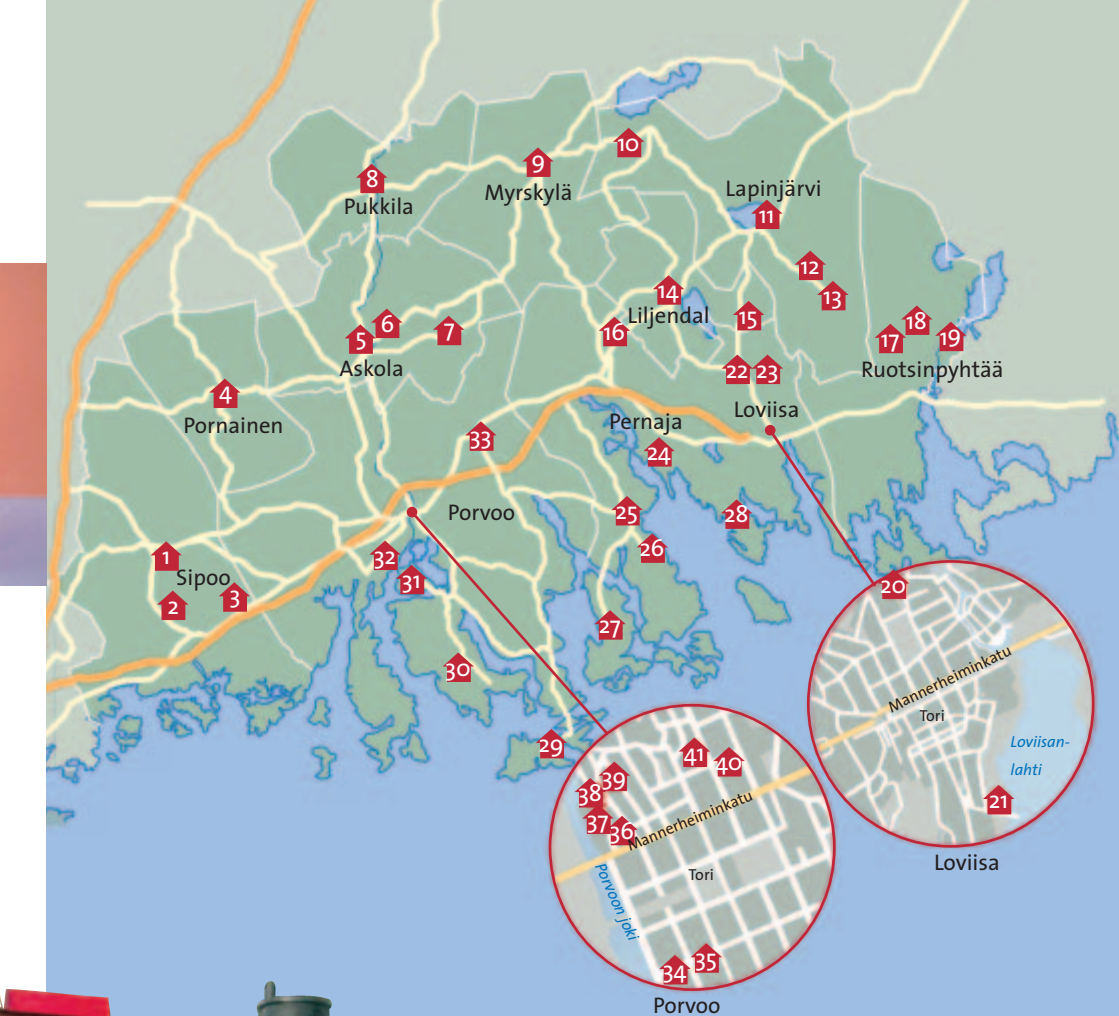 10
9
8
Pukkila
Myrskylä
Lapinjärvi
11
12
13
14
Liljendal
15
16
5
6
7
Askola
17
18
19
Ruotsinpyhtää
4
Pornainen
22
23
Loviisa
Pernaja
24
33
Porvoo
25
26
28
1
Sipoo
2
3
32
31
27
30
29
20
Mannerheiminkatu
Tori
Loviisan-
lahti
21
Loviisa
41
40
39
38
37
36
Mannerheiminkatu
Tori
Porvoon joki
34
35
Porvoo